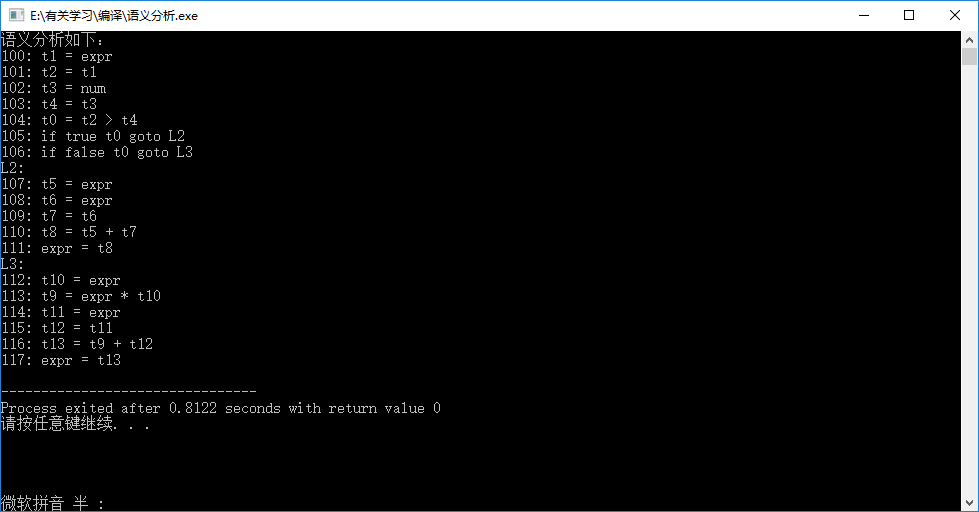 E:\有关学习\编译\语义分析.exe
语义分析如下:
100: t1 = expr
101: t2 = t1
102: t3 = num
103: t4 = t3
104: t0 = t2 > t4
105: if true t0 goto L2
106: if false t0 goto L3
L2:
107: t5 = expr
108: t6 = expr
109: t7 = t6
110: t8 = t5 + t7
111: expr = t8
L3:
112: t10 = expr
113: t9 = expr * t10
114: t11 = expr
115: t12 = t11
116: t13 = t9 + t12
117: expr = t13
--------------------------------
Process exited after 0.8122 seconds with return value 0
请按任意键继续. . .
微软拼音 半 :